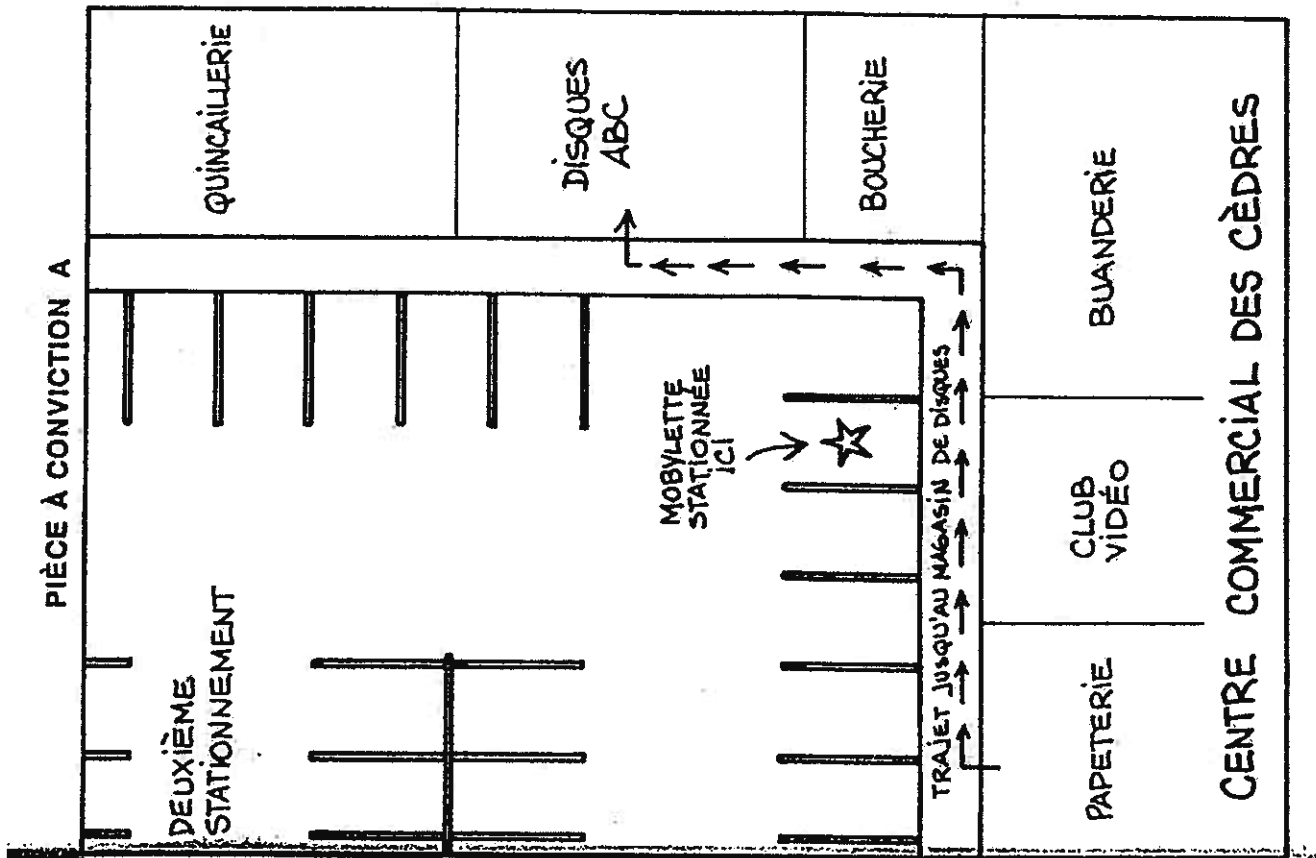 PIÈCE À CONVICTION A
QUINCAILLERIE
DISQUES
ABC
BOUCHERIE
DEUXIÈME
STATIONNEMENT
MOBYLETTE
STATIONNÉE
ICI
TRAJET JUSQU'AU MAGASIN DE DISQUES
PAPETERIE
CLUB
VIDÉO
BUANDERIE
CENTRE COMMERCIAL DES CÈDRES